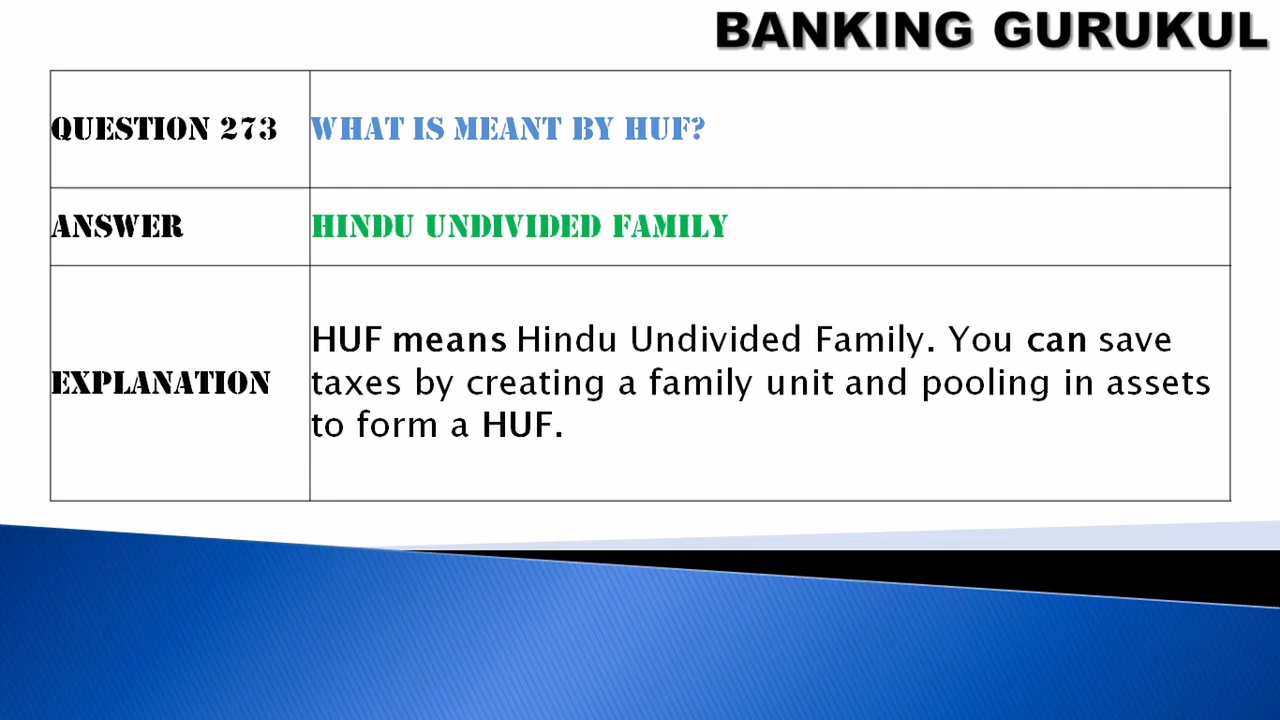 BANKING GURUKUL
QUESTION 273
WHAT IS MEANT BY HUF?
ANSWER
HINDU UNDIVIDED FAMILY
EXPLANATION
HUF means Hindu Undivided Family. You can save
taxes by creating a family unit and pooling in assets
to form a HUF.